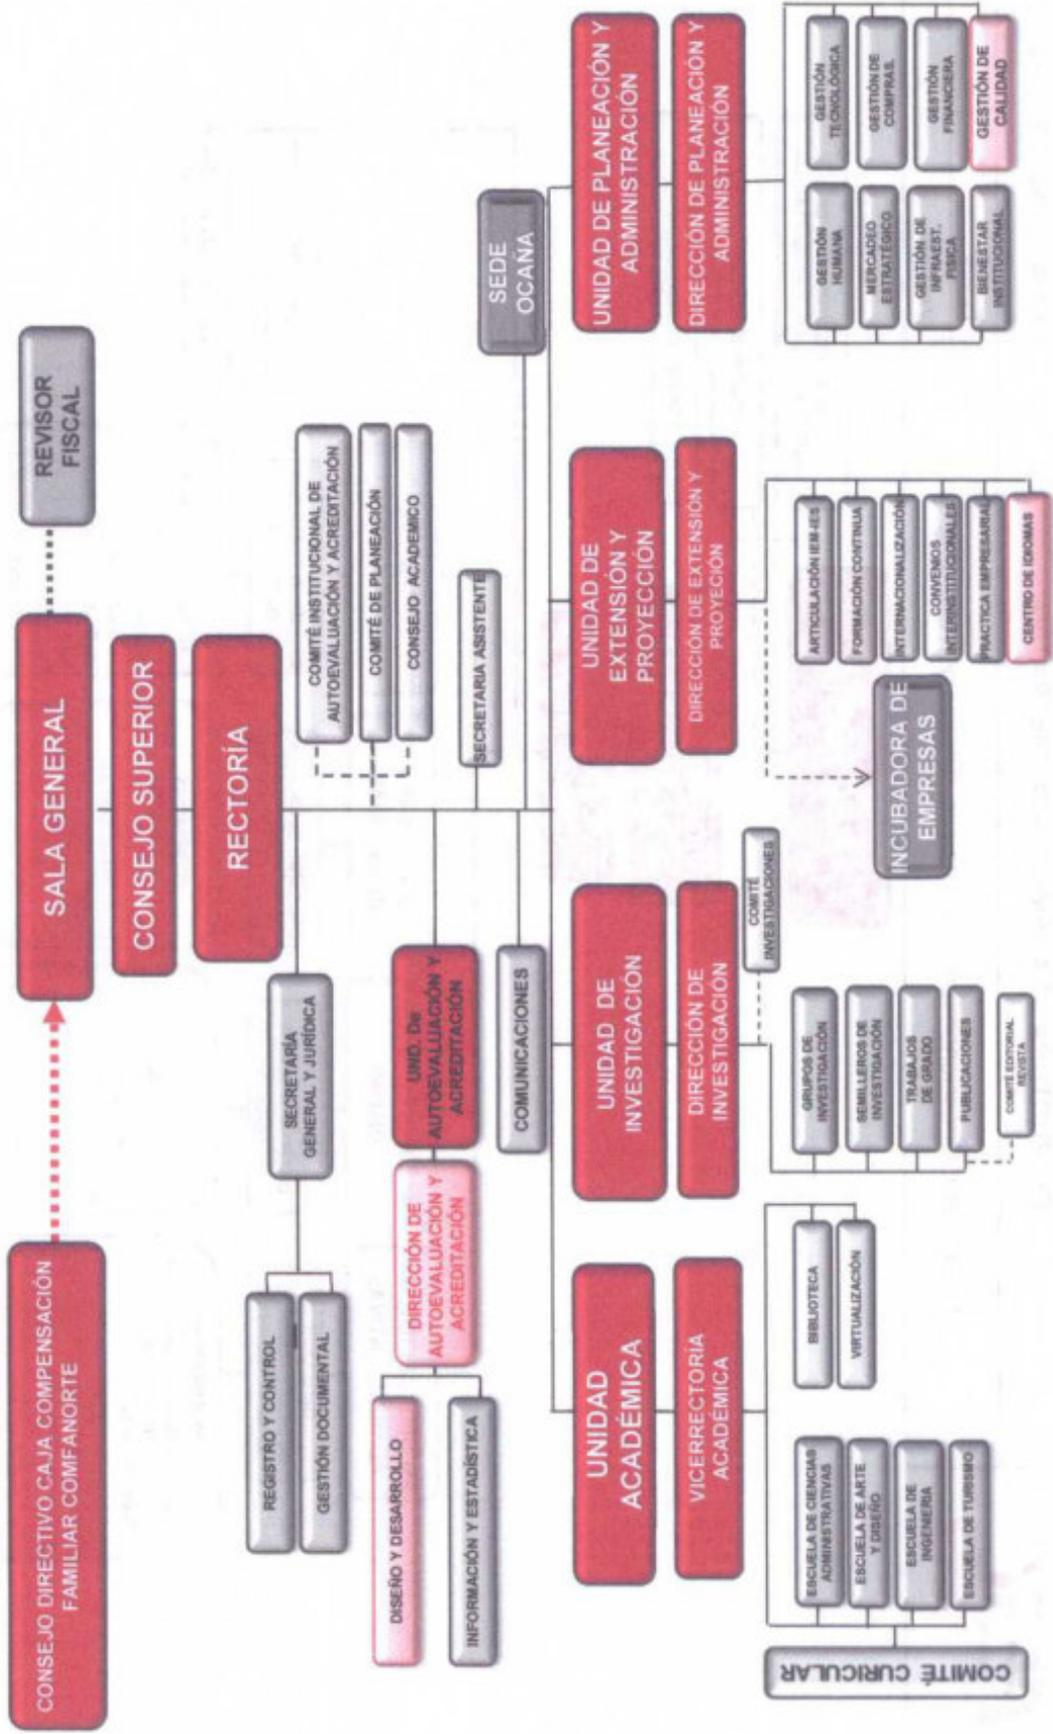 CONSEJO DIRECTIVO CAJA COMPENSACIÓN
FAMILIAR COMFANORTE
SALA GENERAL
REVISOR
FISCAL
CONSEJO SUPERIOR
RECTORÍA
SECRETARÍA
GENERAL Y JURÍDICA
REGISTRO Y CONTROL
GESTIÓN DOCUMENTAL
COMITÉ INSTITUCIONAL DE
AUTOEVALUACIÓN Y ACREDITACIÓN
COMITÉ DE PLANEACIÓN
CONSEJO ACADEMICO
UND. De
AUTOEVALUACIÓN Y
ACREDITACIÓN
DIRECCIÓN DE
AUTOEVALUACIÓN Y
ACREDITACIÓN
DISEÑO Y DESARROLLO
INFORMACIÓN Y ESTADÍSTICA
SECRETARIA ASISTENTE
COMUNICACIONES
SEDE
OCAÑA
UNIDAD
ACADÉMICA
VICERRECTORÍA
ACADÉMICA
ESCUELA DE CIENCIAS
ADMINISTRATIVAS
ESCUELA DE ARTE
Y DISEÑO
ESCUELA DE
INGENIERIA
ESCUELA DE TURISMO
COMITÉ CURICULAR
BIBLIOTECA
VIRTUALIZACIÓN
UNIDAD DE
INVESTIGACIÓN
DIRECCIÓN DE
INVESTIGACIÓN
COMITÉ
INVESTIGACIONES
GRUPOS DE
INVESTIGACIÓN
SEMILLEROS DE
INVESTIGACIÓN
TRABAJOS
DE GRADO
PUBLICACIONES
COMITÉ EDITORIAL
REVISTA
UNIDAD DE
EXTENSIÓN Y
PROYECCIÓN
DIRECCIÓN DE EXTENSIÓN Y
PROYECIÓN
ARTICULACIÓN IEM-IES
FORMACIÓN CONTINUA
INTERNACIONALIZACIÓN
CONVENIOS
INTERINSTITUCIONALES
PRACTICA EMPRESARIAL
CENTRO DE IDIOMAS
INCUBADORA DE
EMPRESAS
UNIDAD DE PLANEACIÓN Y
ADMINISTRACIÓN
DIRECCIÓN DE PLANEACIÓN Y
ADMINISTRACIÓN
GESTIÓN
HUMANA
MERCADEO
ESTRATÉGICO
GESTIÓN DE
INFRAEST.
FISICA
BIENESTAR
INSTITUCIONAL
GESTIÓN
TECNOLÓGICA
GESTIÓN DE
COMPRAS.
GESTIÓN
FINANCIERA
GESTIÓN DE
CALIDAD